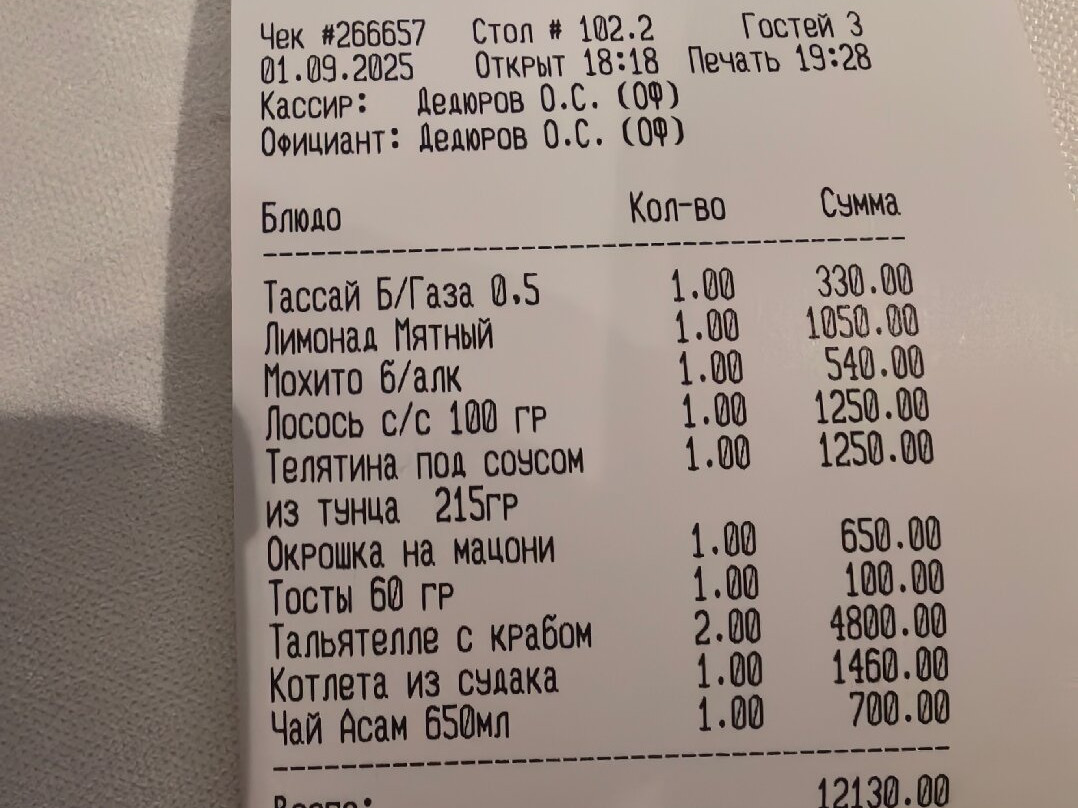 Чек #266657 Стол # 102.2 Гостей 3
01.09.2025 Открыт 18:18 Печать 19:28
Кассир: Дедюров О.С. (ОФ)
Официант: Дедюров О.С. (ОФ)
Блюдо Кол-во Сумма
--------------------------------------------
Тассай Б/Газа 0.5 1.00 330.00
Лимонад Мятный 1.00 1050.00
Мохито б/алк 1.00 540.00
Лосось с/с 100 гр 1.00 1250.00
Телятина под соусом 1.00 1250.00
из тунца 215гр
Окрошка на мацони 1.00 650.00
Тосты 60 гр 1.00 100.00
Тальятелле с крабом 2.00 4800.00
Котлета из судака 1.00 1460.00
Чай Асам 650мл 1.00 700.00
--------------------------------------------
Всего: 12130.00